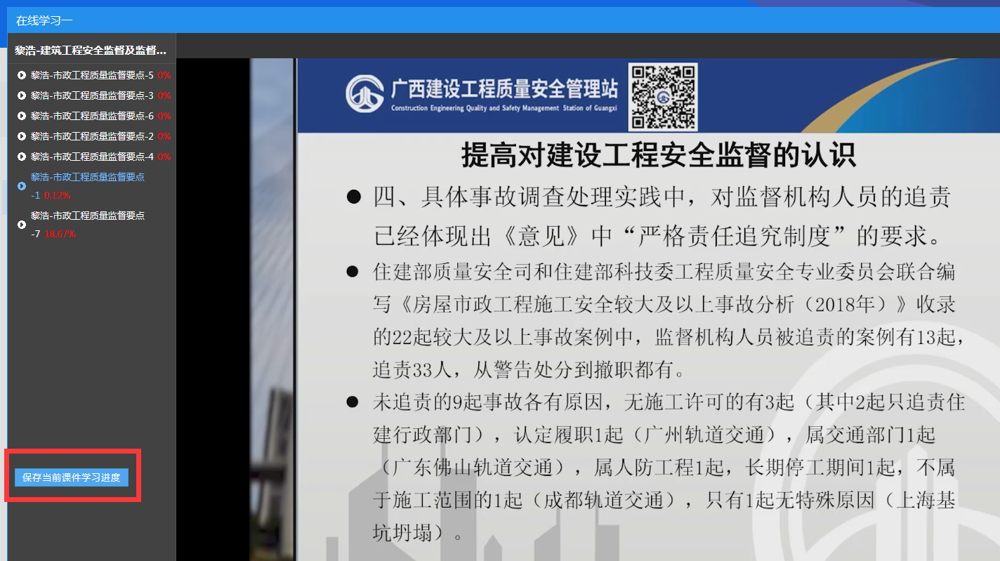 在线学习一
黎浩-建筑工程安全监督及监督...
黎浩-市政工程质量监督要点-5 0%
黎浩-市政工程质量监督要点-3 0%
黎浩-市政工程质量监督要点-6 0%
黎浩-市政工程质量监督要点-2 0%
黎浩-市政工程质量监督要点-4 0%
黎浩-市政工程质量监督要点
-1 0.12%
黎浩-市政工程质量监督要点
-7 18.67%
保存当前课件学习进度
广西建设工程质量安全管理站
Construction Engineering Quality and Safety Management Station of Guangxi
提高对建设工程安全监督的认识
● 四、具体事故调查处理实践中，对监督机构人员的追责
已经体现出《意见》中“严格责任追究制度”的要求。
● 住建部质量安全司和住建部科技委工程质量安全专业委员会联合编
写《房屋市政工程施工安全较大及以上事故分析（2018年）》收录
的22起较大及以上事故案例中，监督机构人员被追责的案例有13起，
追责33人，从警告处分到撤职都有。
● 未追责的9起事故各有原因，无施工许可的有3起（其中2起只追责住
建行政部门），认定履职1起（广州轨道交通），属交通部门1起
（广东佛山轨道交通），属人防工程1起，长期停工期间1起，不属
于施工范围的1起（成都轨道交通），只有1起无特殊原因（上海基
坑坍塌）。